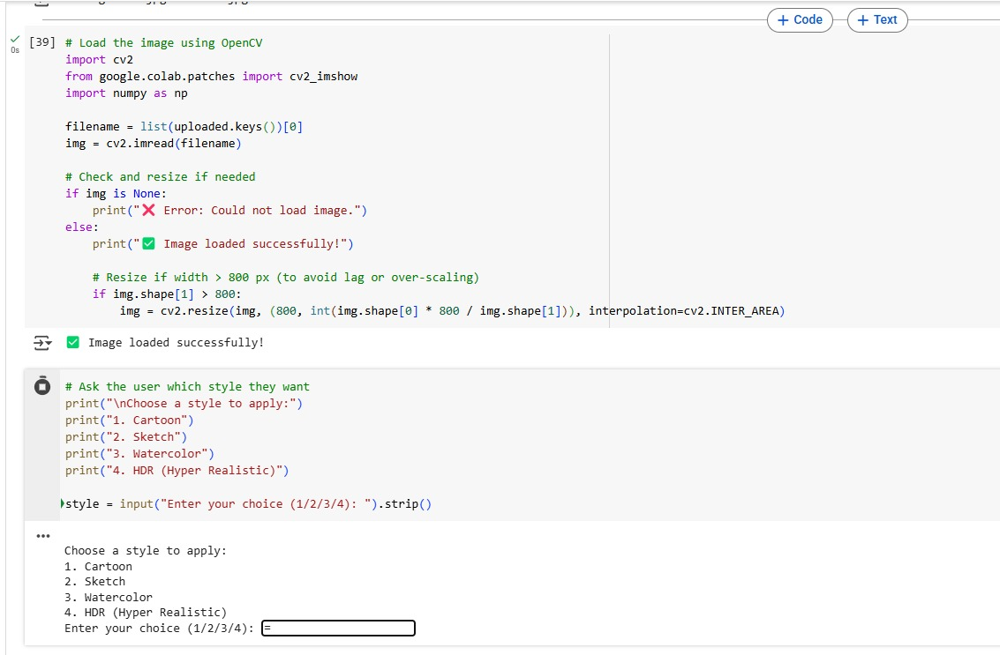 + Code + Text
[39] # Load the image using OpenCV
0s import cv2
from google.colab.patches import cv2_imshow
import numpy as np
filename = list(uploaded.keys())[0]
img = cv2.imread(filename)
# Check and resize if needed
if img is None:
    print("❌ Error: Could not load image.")
else:
    print("✅ Image loaded successfully!")
    # Resize if width > 800 px (to avoid lag or over-scaling)
    if img.shape[1] > 800:
        img = cv2.resize(img, (800, int(img.shape[0] * 800 / img.shape[1])), interpolation=cv2.INTER_AREA)
✅ Image loaded successfully!
# Ask the user which style they want
print("\nChoose a style to apply:")
print("1. Cartoon")
print("2. Sketch")
print("3. Watercolor")
print("4. HDR (Hyper Realistic)")
style = input("Enter your choice (1/2/3/4): ").strip()
Choose a style to apply:
1. Cartoon
2. Sketch
3. Watercolor
4. HDR (Hyper Realistic)
Enter your choice (1/2/3/4): =